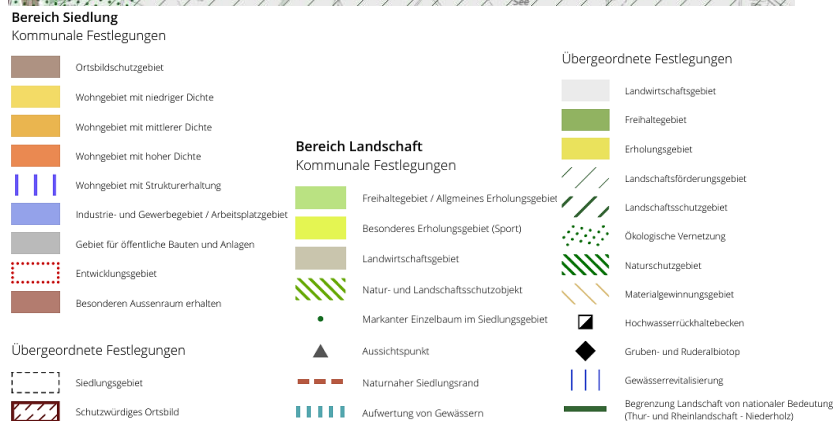 See
Bereich Siedlung
Kommunale Festlegungen
Ortsbildschutzgebiet
Wohngebiet mit niedriger Dichte
Wohngebiet mit mittlerer Dichte
Wohngebiet mit hoher Dichte
Wohngebiet mit Strukturerhaltung
Industrie- und Gewerbegebiet / Arbeitsplatzgebiet
Gebiet für öffentliche Bauten und Anlagen
Entwicklungsgebiet
Besonderen Aussenraum erhalten
Übergeordnete Festlegungen
Siedlungsgebiet
Schutzwürdiges Ortsbild
Bereich Landschaft
Kommunale Festlegungen
Freihaltegebiet / Allgmeines Erholungsgebiet
Besonderes Erholungsgebiet (Sport)
Landwirtschaftsgebiet
Natur- und Landschaftsschutzobjekt
Markanter Einzelbaum im Siedlungsgebiet
Aussichtspunkt
Naturnaher Siedlungsrand
Aufwertung von Gewässern
Übergeordnete Festlegungen
Landwirtschaftsgebiet
Freihaltegebiet
Erholungsgebiet
Landschaftsförderungsgebiet
Landschaftsschutzgebiet
Ökologische Vernetzung
Naturschutzgebiet
Materialgewinnungsgebiet
Hochwasserrückhaltebecken
Gruben- und Ruderalbiotop
Gewässerrevitalisierung
Begrenzung Landschaft von nationaler Bedeutung
(Thur- und Rheinlandschaft - Niederholz)